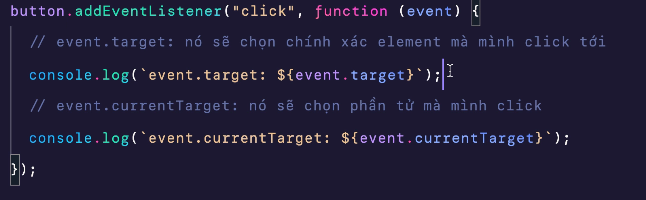 button.addEventListener("click", function (event) {
// event.target: nó sẽ chọn chính xác element mà mình click tới
console.log(`event.target: ${event.target}`);
// event.currentTarget: nó sẽ chọn phần tử mà mình click
console.log(`event.currentTarget: ${event.currentTarget}`);
});